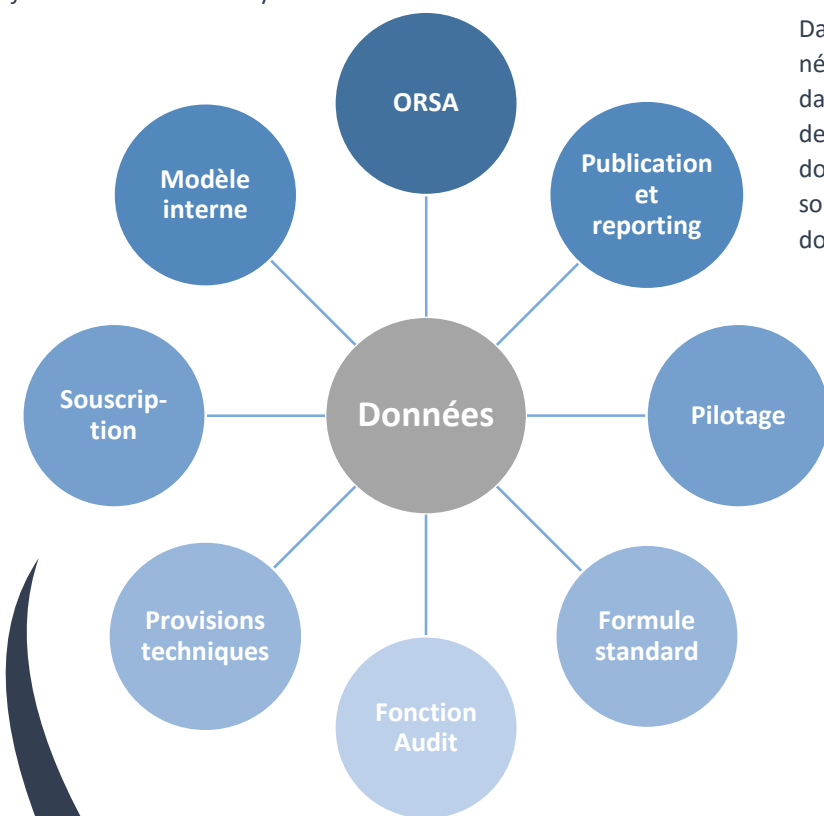 ORSA
Modèle
interne
Publication
et
reporting
Souscrip-
tion
Données
Pilotage
Provisions
techniques
Formule
standard
Fonction
Audit